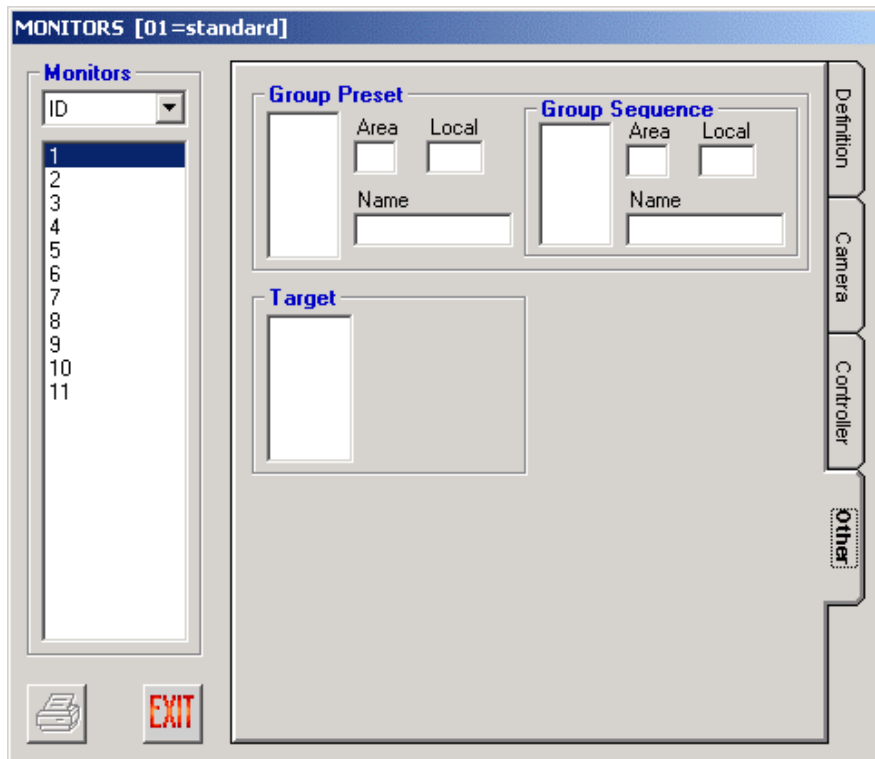 MONITORS [01=standard]
Monitors
ID
1
2
3
4
5
6
7
8
9
10
11
EXIT
Group Preset
Area Local
Name
Group Sequence
Area Local
Name
Target
Definition
Camera
Controller
Other